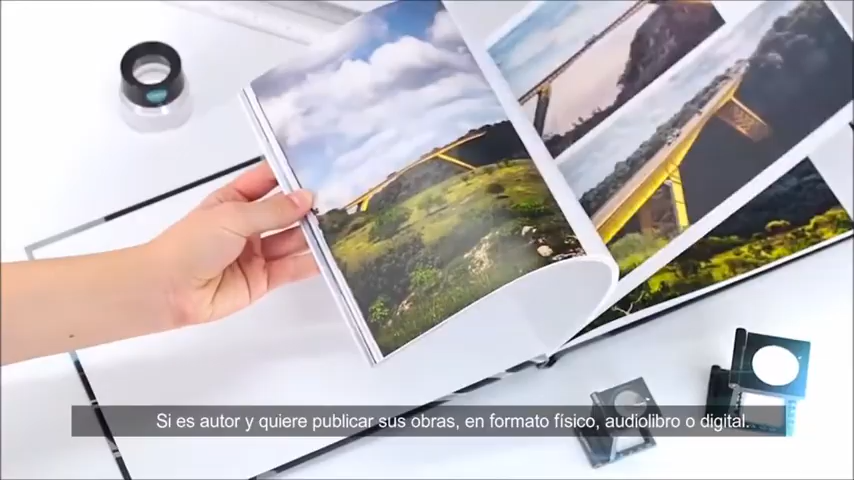 Si es autor y quiere publicar sus obras, en formato físico, audiolibro o digital.